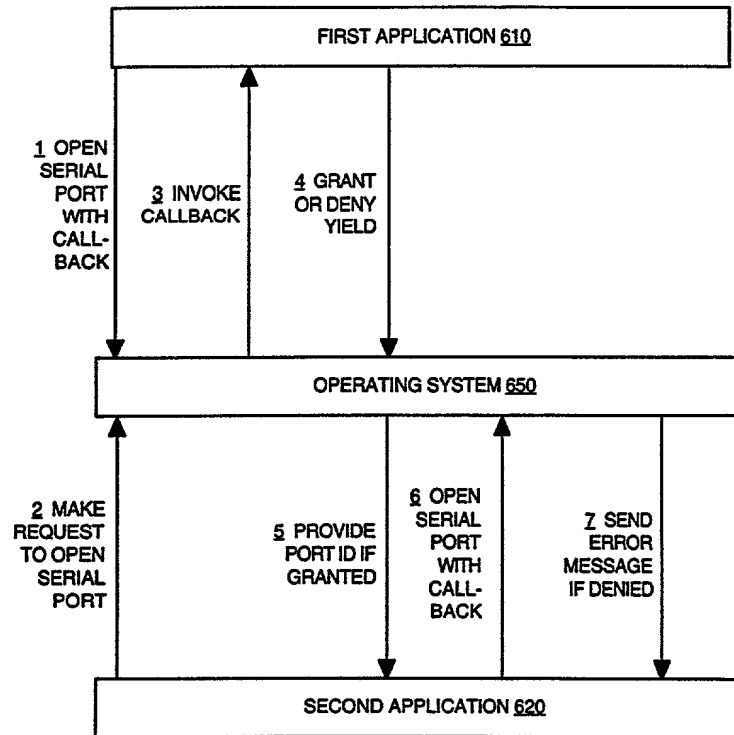 FIRST APPLICATION 610
1 OPEN
SERIAL
PORT
WITH
CALL-
BACK
3 INVOKE
CALLBACK
4 GRANT
OR DENY
YIELD
OPERATING SYSTEM 650
2 MAKE
REQUEST
TO OPEN
SERIAL
PORT
5 PROVIDE
PORT ID IF
GRANTED
6 OPEN
SERIAL
PORT
WITH
CALL-
BACK
7 SEND
ERROR
MESSAGE
IF DENIED
SECOND APPLICATION 620